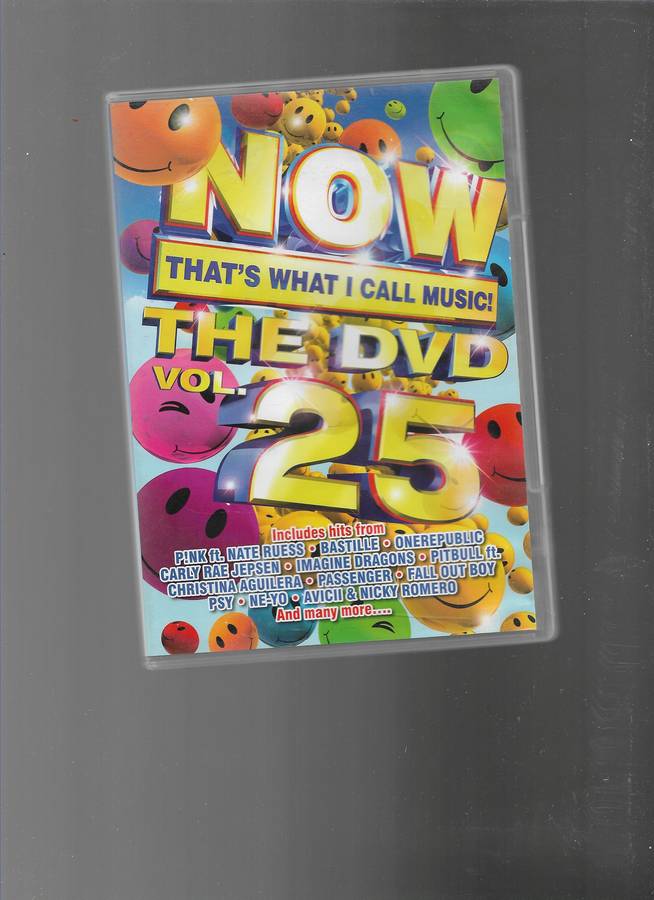 NOW
THAT'S WHAT I CALL MUSIC!
THE DVD
VOL. 25
Includes hits from
P!NK ft. NATE RUESS • BASTILLE • ONEREPUBLIC
CARLY RAE JEPSEN • IMAGINE DRAGONS • PITBULL ft.
CHRISTINA AGUILERA • PASSENGER • FALL OUT BOY
PSY • NE-YO • AVICII & NICKY ROMERO
And many more....